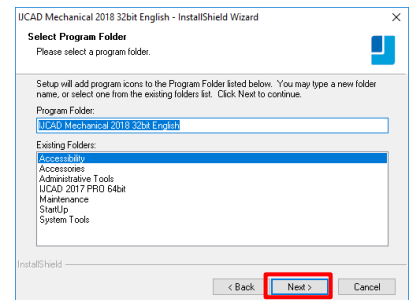 IJCAD Mechanical 2018 32bit English - InstallShield Wizard
Select Program Folder
Please select a program folder.
Setup will add program icons to the Program Folder listed below. You may type a new folder
name, or select one from the existing folders list. Click Next to continue.
Program Folder:
IJCAD Mechanical 2018 32bit English
Existing Folders:
Accessibility
Accessories
Administrative Tools
IJCAD 2017 PRO 64bit
Maintenance
StartUp
System Tools
InstallShield
< Back
Next >
Cancel